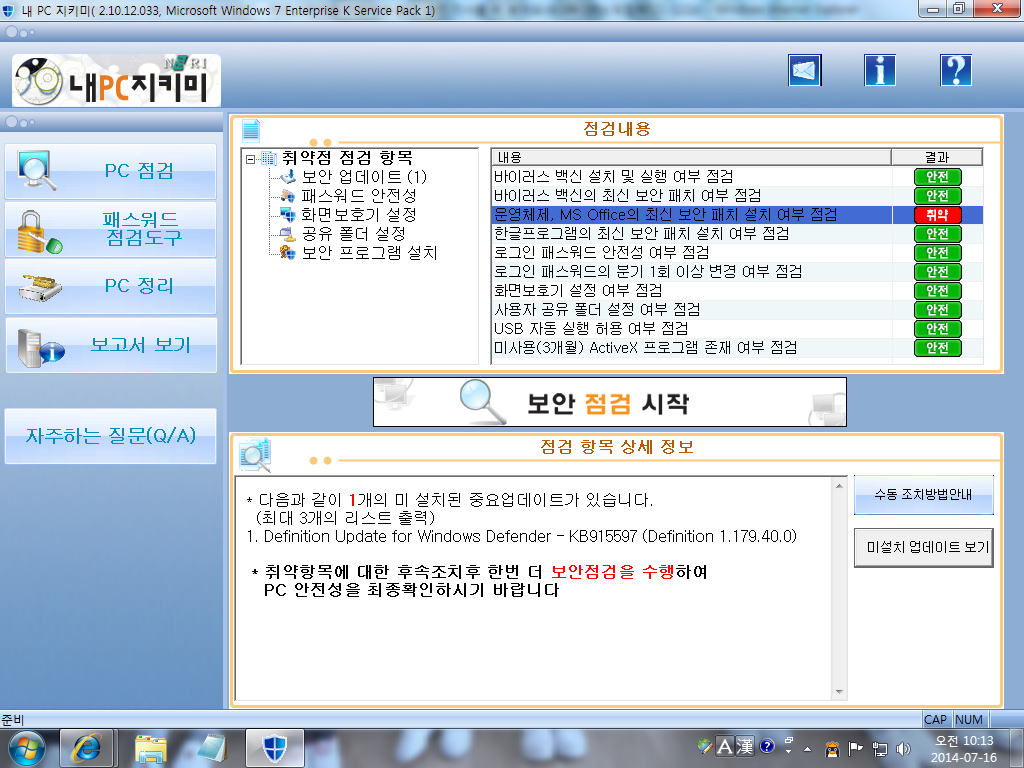 내 PC 지키미( 2.10.12.033, Microsoft Windows 7 Enterprise K Service Pack 1)
NSRI
내PC지키미
점검내용
PC 점검
패스워드
점검도구
PC 정리
보고서 보기
자주하는 질문(Q/A)
취약점 점검 항목
보안 업데이트 (1)
패스워드 안전성
화면보호기 설정
공유 폴더 설정
보안 프로그램 설치
내용 결과
바이러스 백신 설치 및 실행 여부 점검 안전
바이러스 백신의 최신 보안 패치 여부 점검 안전
운영체제, MS Office의 최신 보안 패치 설치 여부 점검 취약
한글프로그램의 최신 보안 패치 설치 여부 점검 안전
로그인 패스워드 안전성 여부 점검 안전
로그인 패스워드의 분기 1회 이상 변경 여부 점검 안전
화면보호기 설정 여부 점검 안전
사용자 공유 폴더 설정 여부 점검 안전
USB 자동 실행 허용 여부 점검 안전
미사용(3개월) ActiveX 프로그램 존재 여부 점검 안전
보안 점검 시작
점검 항목 상세 정보
* 다음과 같이 1개의 미 설치된 중요업데이트가 있습니다.
(최대 3개의 리스트 출력)
1. Definition Update for Windows Defender - KB915597 (Definition 1.179.40.0)
* 취약항목에 대한 후속조치후 한번 더 보안점검을 수행하여
PC 안전성을 최종확인하시기 바랍니다
수동 조치방법안내
미설치 업데이트 보기
준비
CAP NUM
A 漢
오전 10:13
2014-07-16